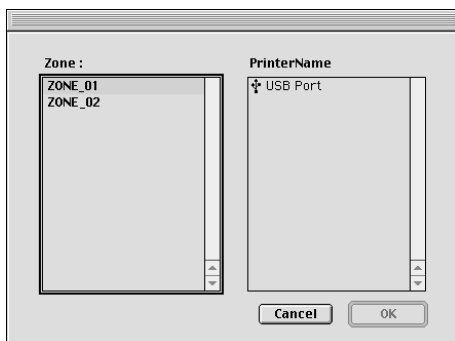 Zone :
PrinterName
ZONE_01
ZONE_02
USB Port
Cancel
OK